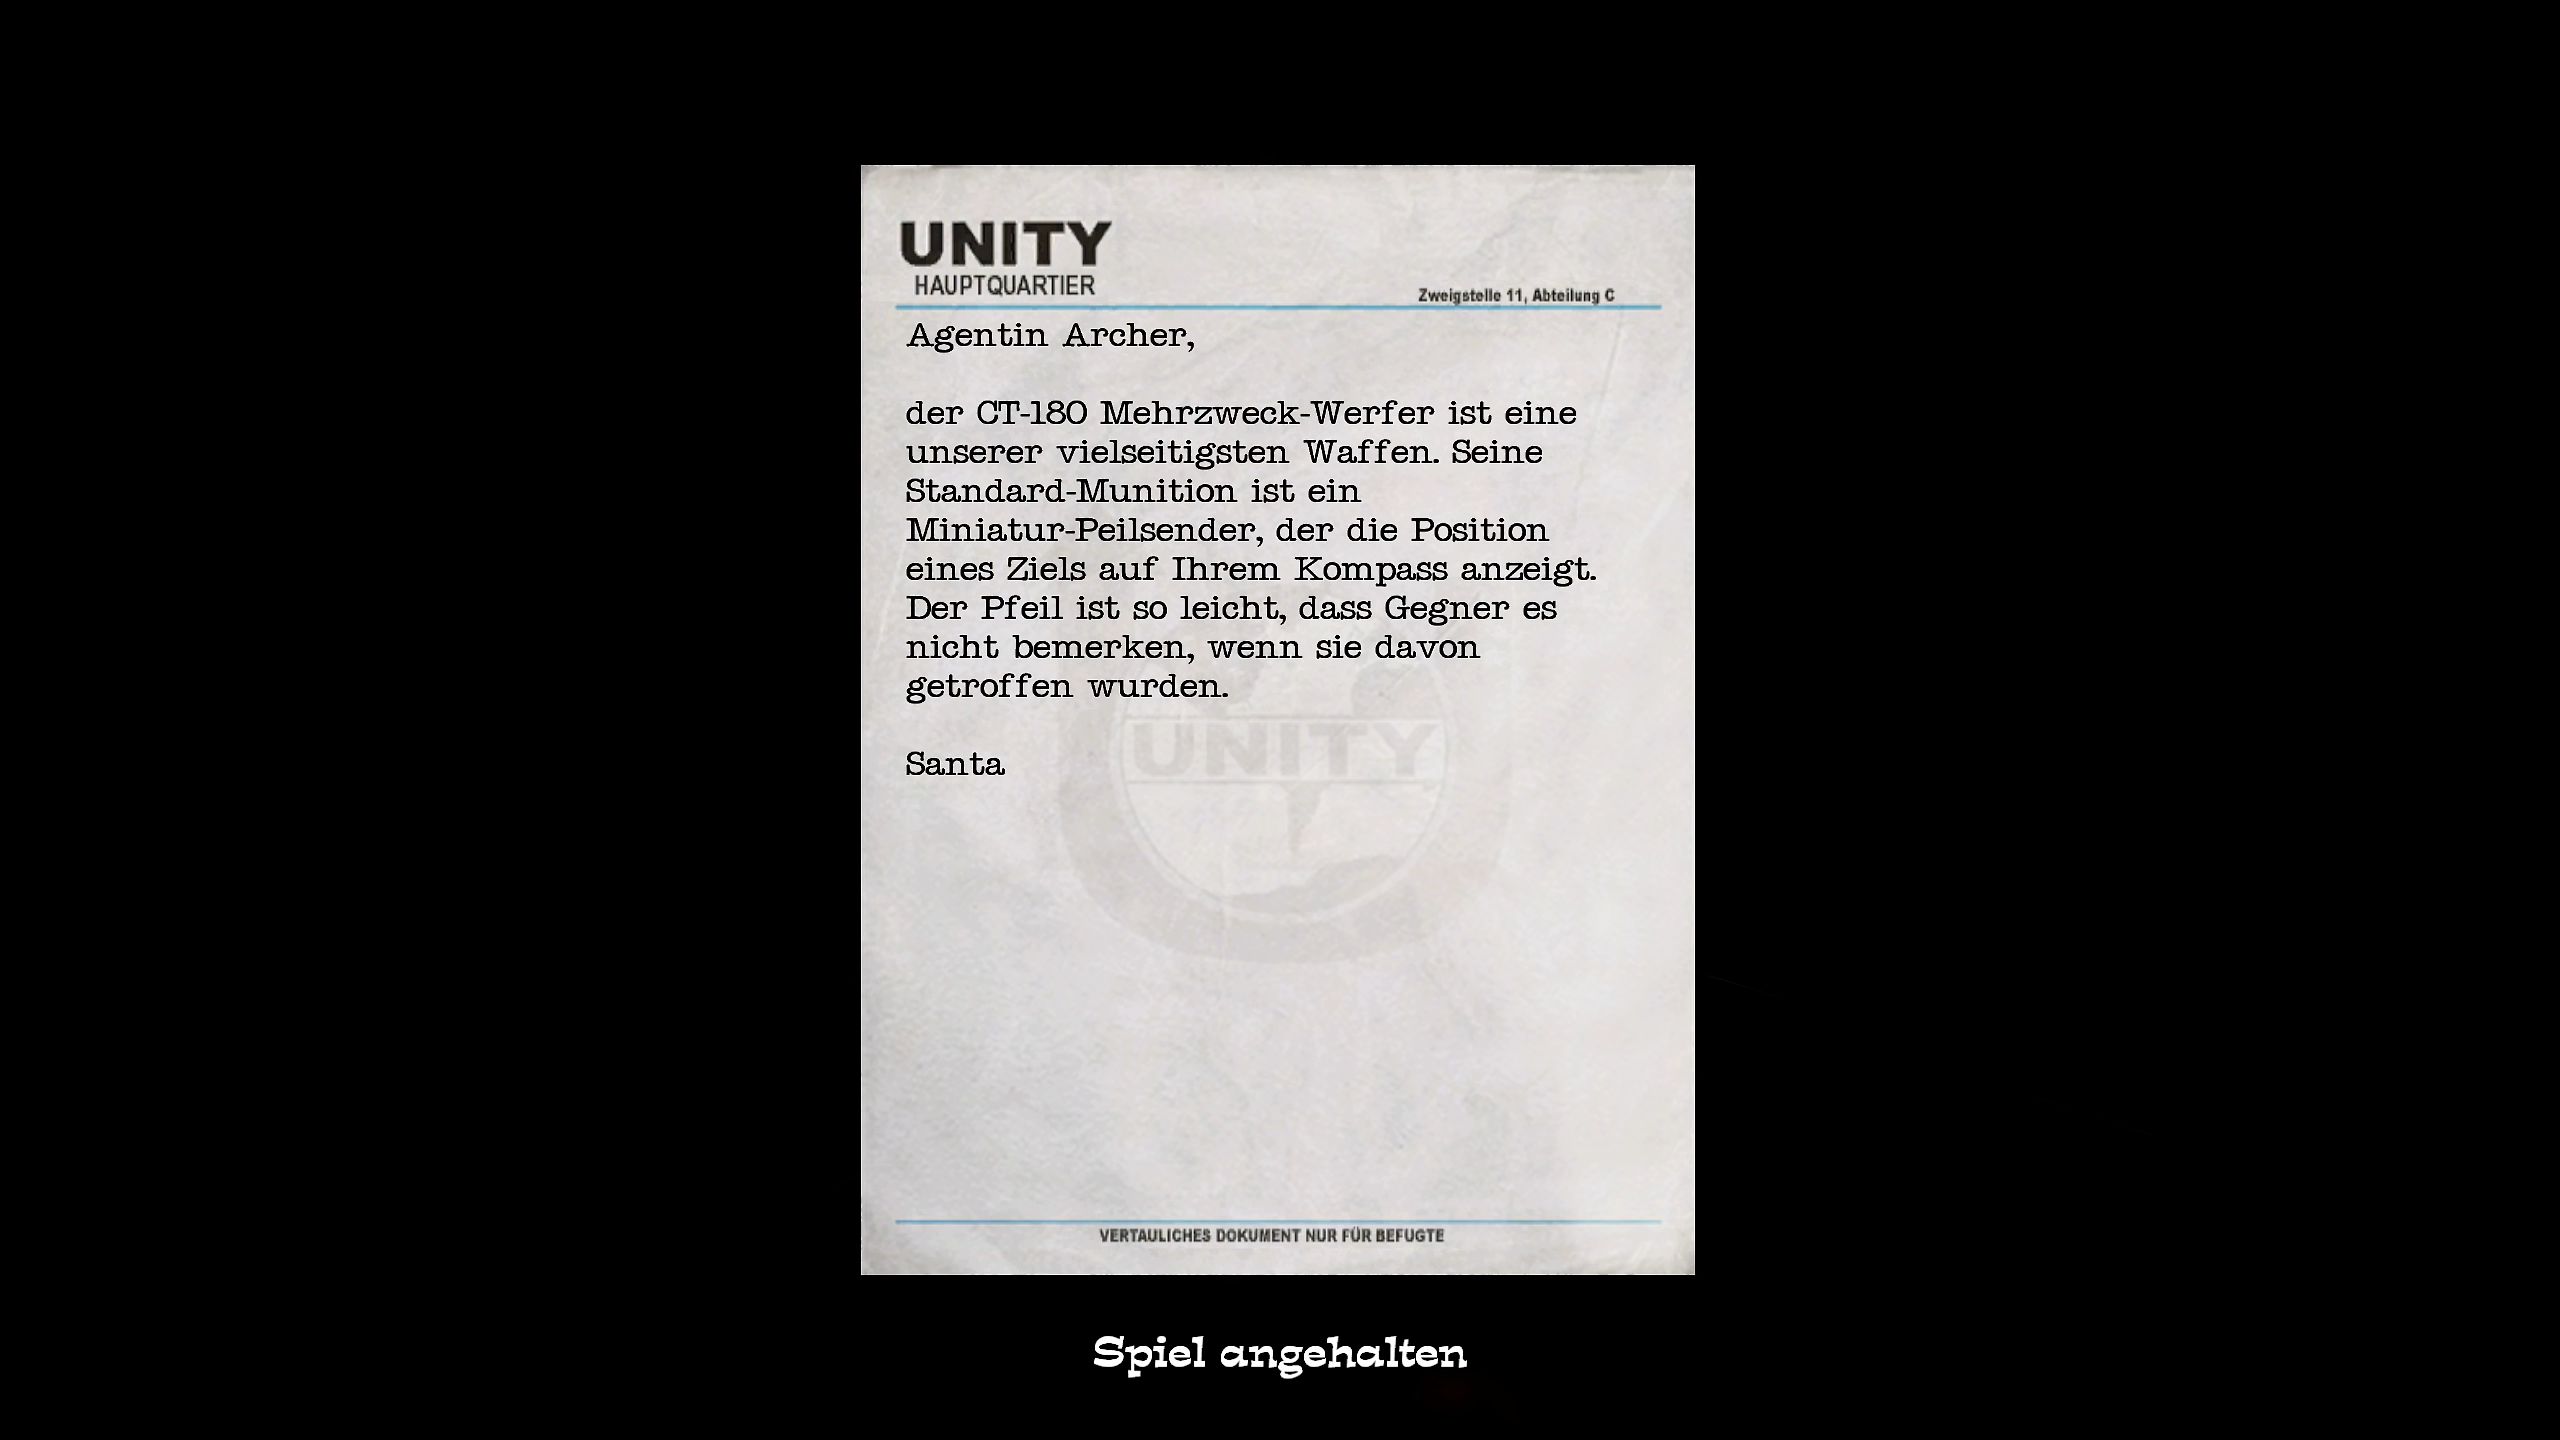 UNITY
HAUPTQUARTIER
Zweigstelle 11, Abteilung C
Agentin Archer,
der CT-180 Mehrzweck-Werfer ist eine
unserer vielseitigsten Waffen. Seine
Standard-Munition ist ein
Miniatur-Peilsender, der die Position
eines Ziels auf Ihrem Kompass anzeigt.
Der Pfeil ist so leicht, dass Gegner es
nicht bemerken, wenn sie davon
getroffen wurden.
UNITY
Santa
VERTAULICHES DOKUMENT NUR FÜR BEFUGTE
Spiel angehalten